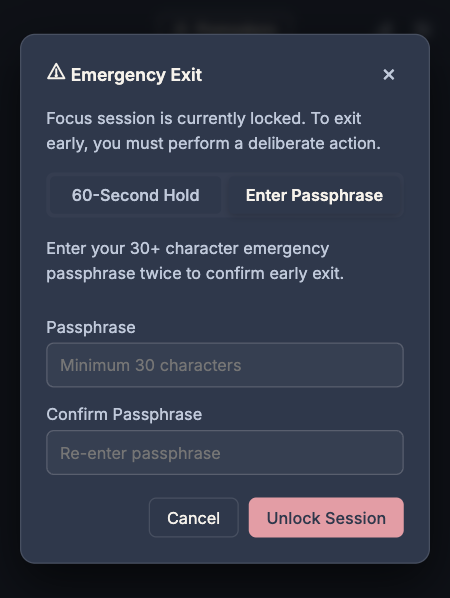 ⚠ Emergency Exit ×
Focus session is currently locked. To exit
early, you must perform a deliberate action.
60-Second Hold Enter Passphrase
Enter your 30+ character emergency
passphrase twice to confirm early exit.
Passphrase
Minimum 30 characters
Confirm Passphrase
Re-enter passphrase
Cancel Unlock Session